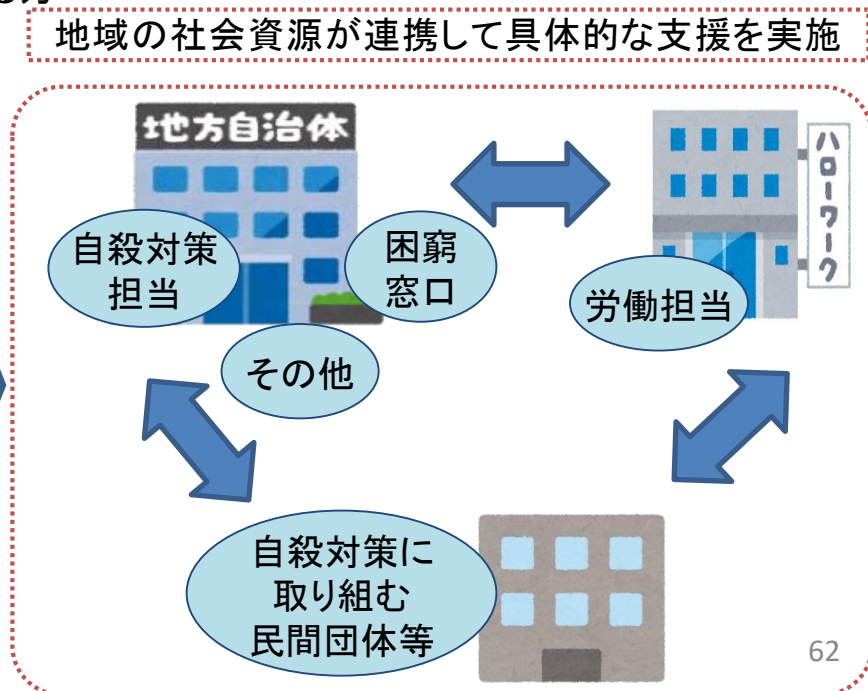 地域の社会資源が連携して具体的な支援を実施
地方自治体
ハローワーク
自殺対策
担当
困窮
窓口
労働担当
その他
自殺対策に
取り組む
民間団体等
62